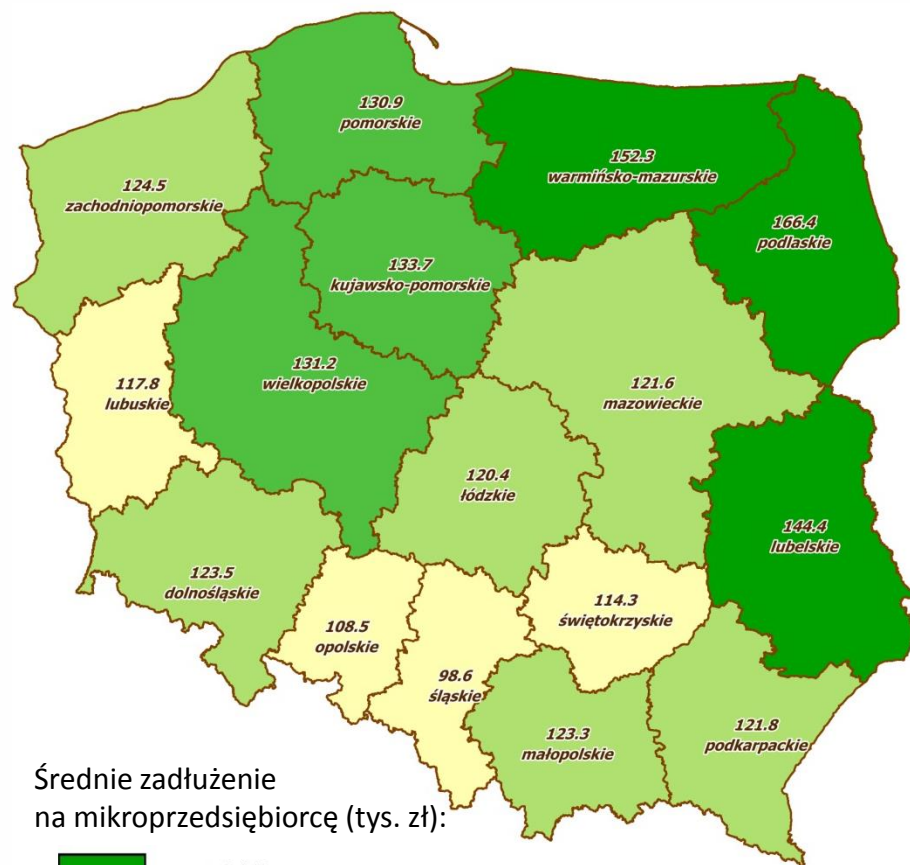 130.9
pomorskie
152.3
warmińsko-mazurskie
124.5
zachodniopomorskie
166.4
podlaskie
133.7
kujawsko-pomorskie
131.2
wielkopolskie
117.8
lubuskie
121.6
mazowieckie
120.4
łódzkie
144.4
lubelskie
123.5
dolnośląskie
108.5
opolskie
114.3
świętokrzyskie
98.6
śląskie
123.3
małopolskie
121.8
podkarpackie
Średnie zadłużenie
na mikroprzedsiębiorcę (tys. zł):